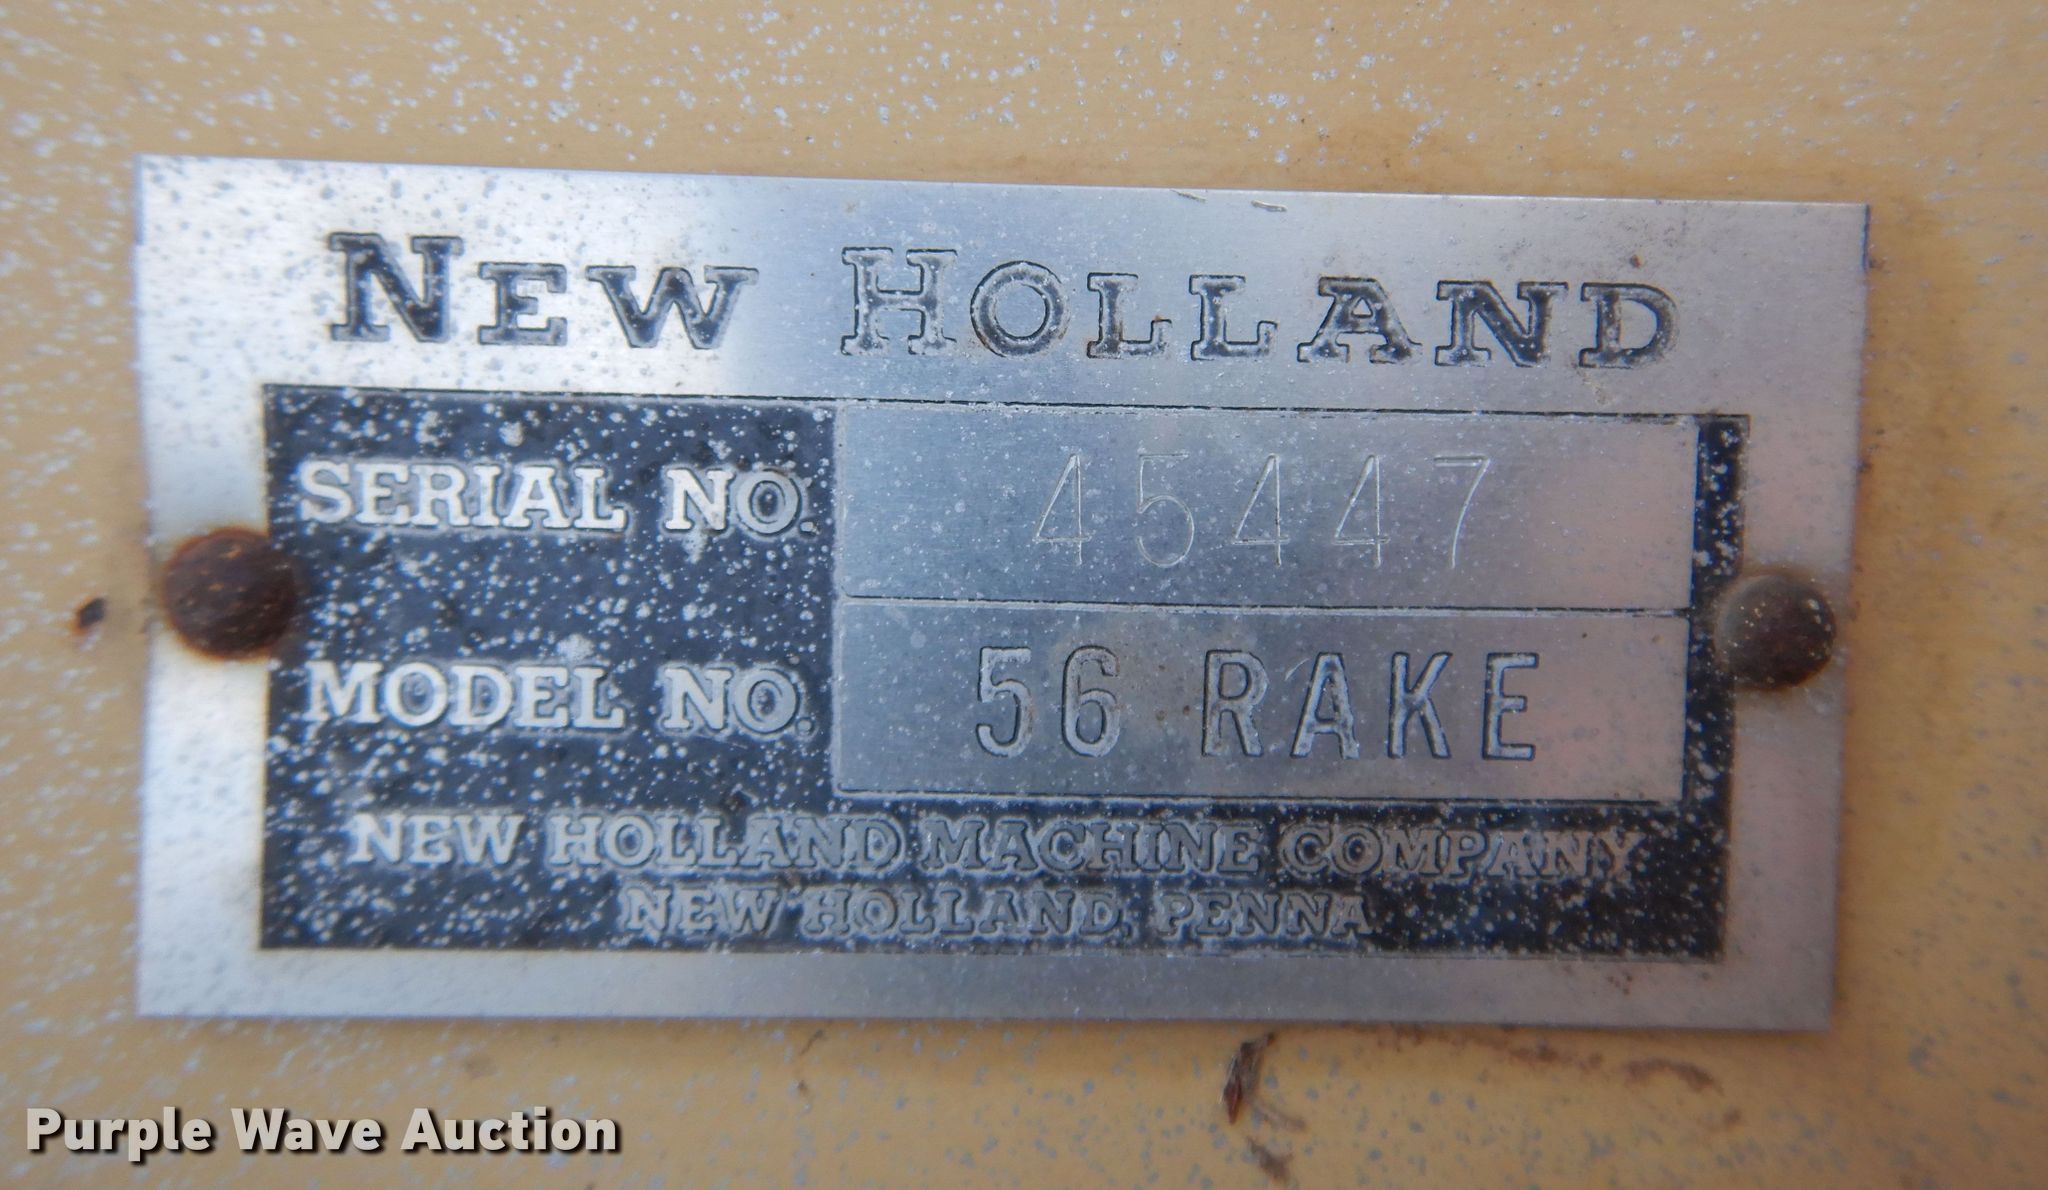 NEW HOLLAND
SERIAL NO. 45447
MODEL NO. 56 RAKE
NEW HOLLAND MACHINE COMPANY
NEW HOLLAND, PENNA.
Purple Wave Auction